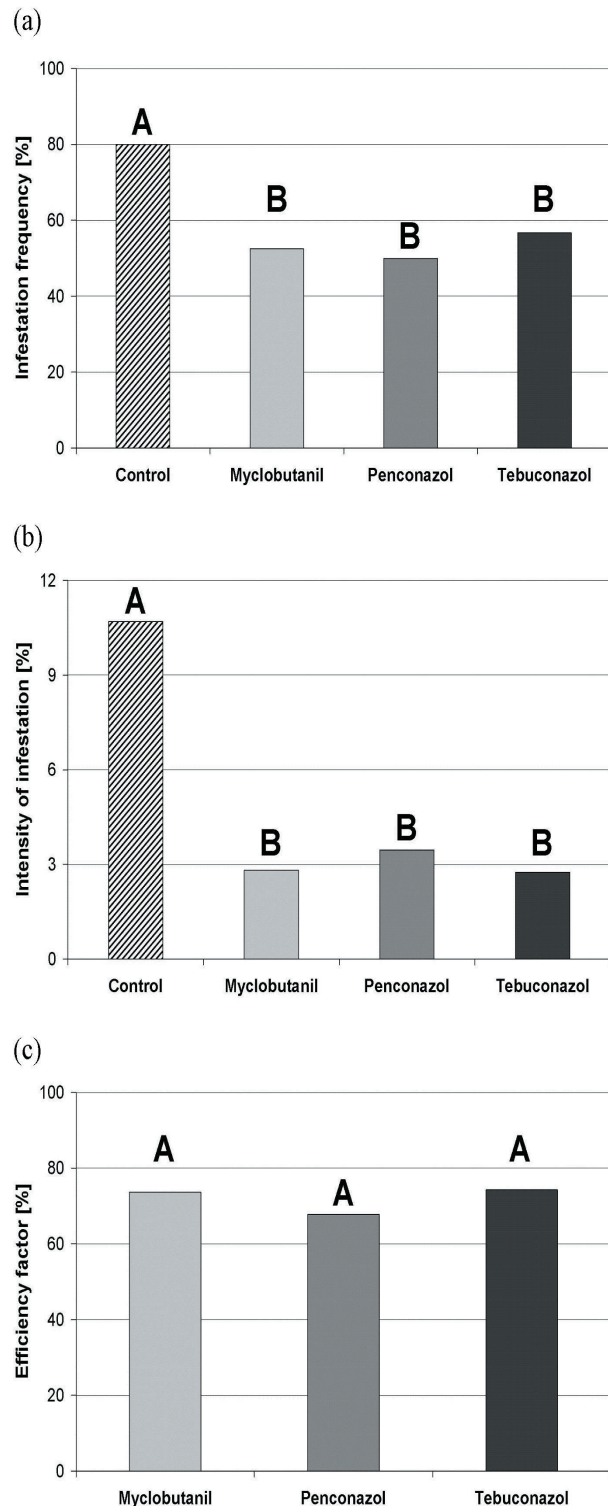 (a)
Infestation frequency [%]
100
80
60
40
20
0
A
B
B
B
Control Myclobutanil Penconazol Tebuconazol
(b)
Intensity of infestation [%]
12
9
6
3
0
A
B
B
B
Control Myclobutanil Penconazol Tebuconazol
(c)
Efficiency factor [%]
100
80
60
40
20
0
A
A
A
Myclobutanil Penconazol Tebuconazol